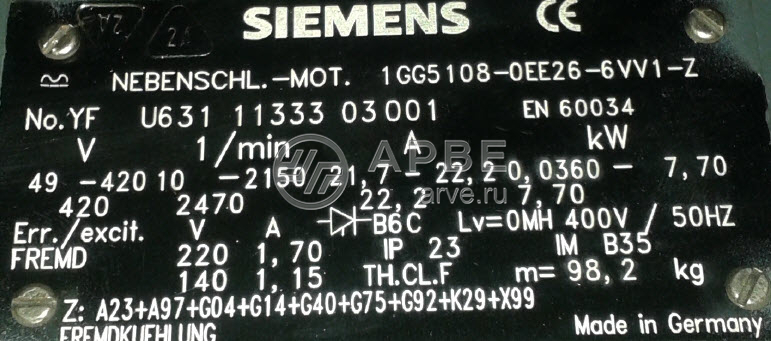 SIEMENS CE
NEBENSCHL.-MOT. 1GG5108-0EE26-6VV1-Z
No.YF U631 11333 03 001 EN 60034
V 1/min A kW
49 -420 10 -2150 21,7- 22,2 0,0360- 7,70
420 2470 22,2 7,70
Err./excit. V A B6C Lv=0MH 400V / 50HZ
FREMD 220 1,70 IP 23 IM B35
140 1,15 TH.CL.F m= 98,2 kg
Z: A23+A97+G04+G14+G40+G75+G92+K29+X99
FREMDKUEHLUNG Made in Germany
АРВЕ
arve.ru